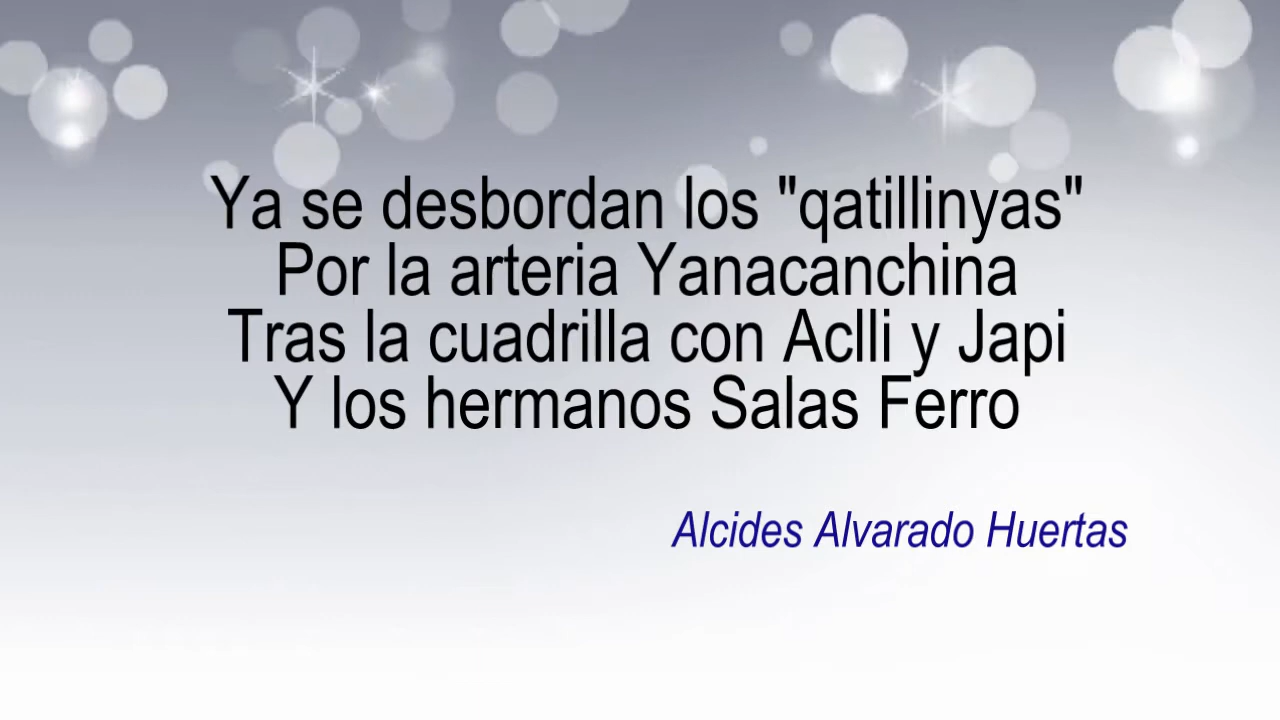 Ya se desbordan los "qatillinyas"
Por la arteria Yanacanchina
Tras la cuadrilla con Aclli y Japi
Y los hermanos Salas Ferro
Alcides Alvarado Huertas